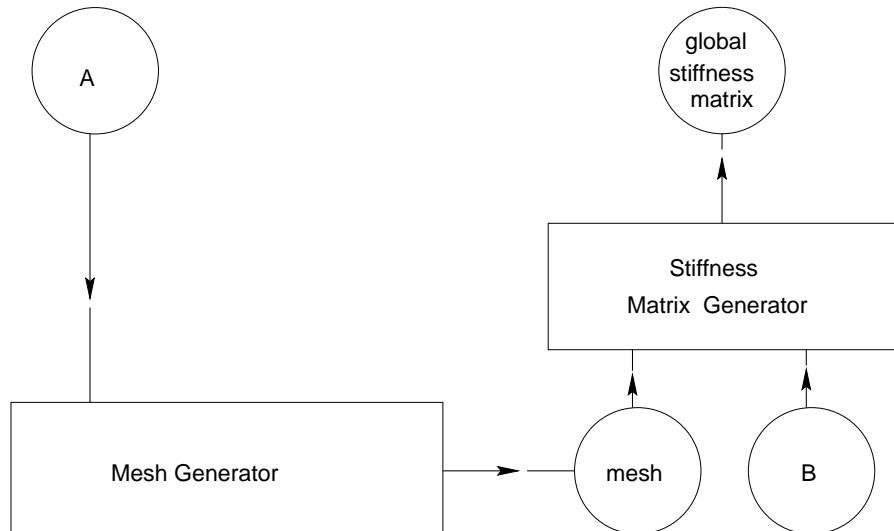 A
global
stiffness
matrix
Stiffness
Matrix Generator
Mesh Generator
mesh
B